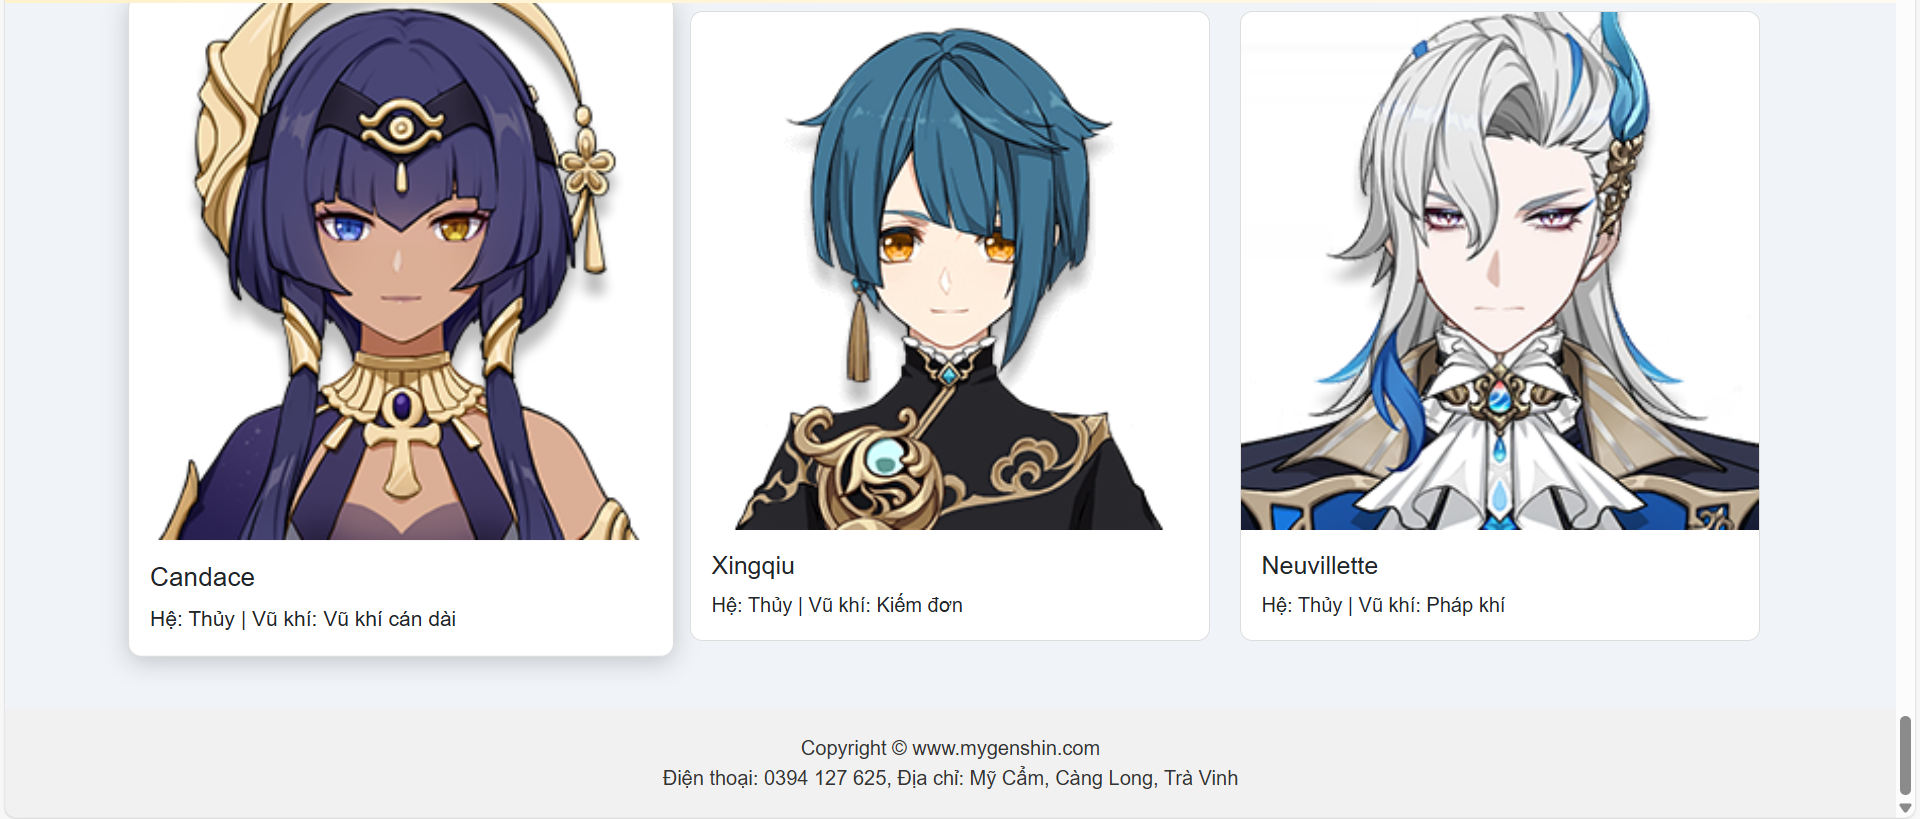 Candace
Hệ: Thủy | Vũ khí: Vũ khí cán dài
Xingqiu
Hệ: Thủy | Vũ khí: Kiếm đơn
Neuvillette
Hệ: Thủy | Vũ khí: Pháp khí
Copyright © www.mygenshin.com
Điện thoại: 0394 127 625, Địa chỉ: Mỹ Cẩm, Càng Long, Trà Vinh